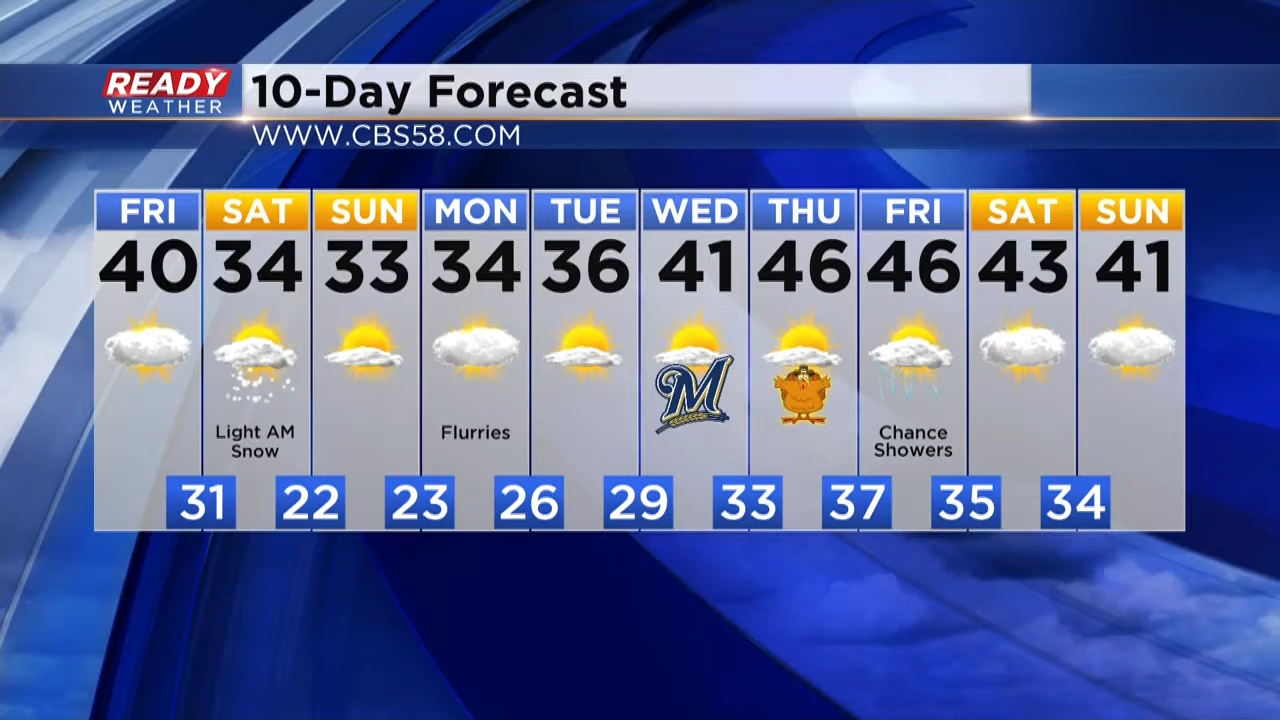 READY
WEATHER
10-Day Forecast
WWW.CBS58.COM
FRI SAT SUN MON TUE WED THU FRI SAT SUN
40 34 33 34 36 41 46 46 43 41
M
Light AM
Snow
Flurries
Chance
Showers
31 22 23 26 29 33 37 35 34